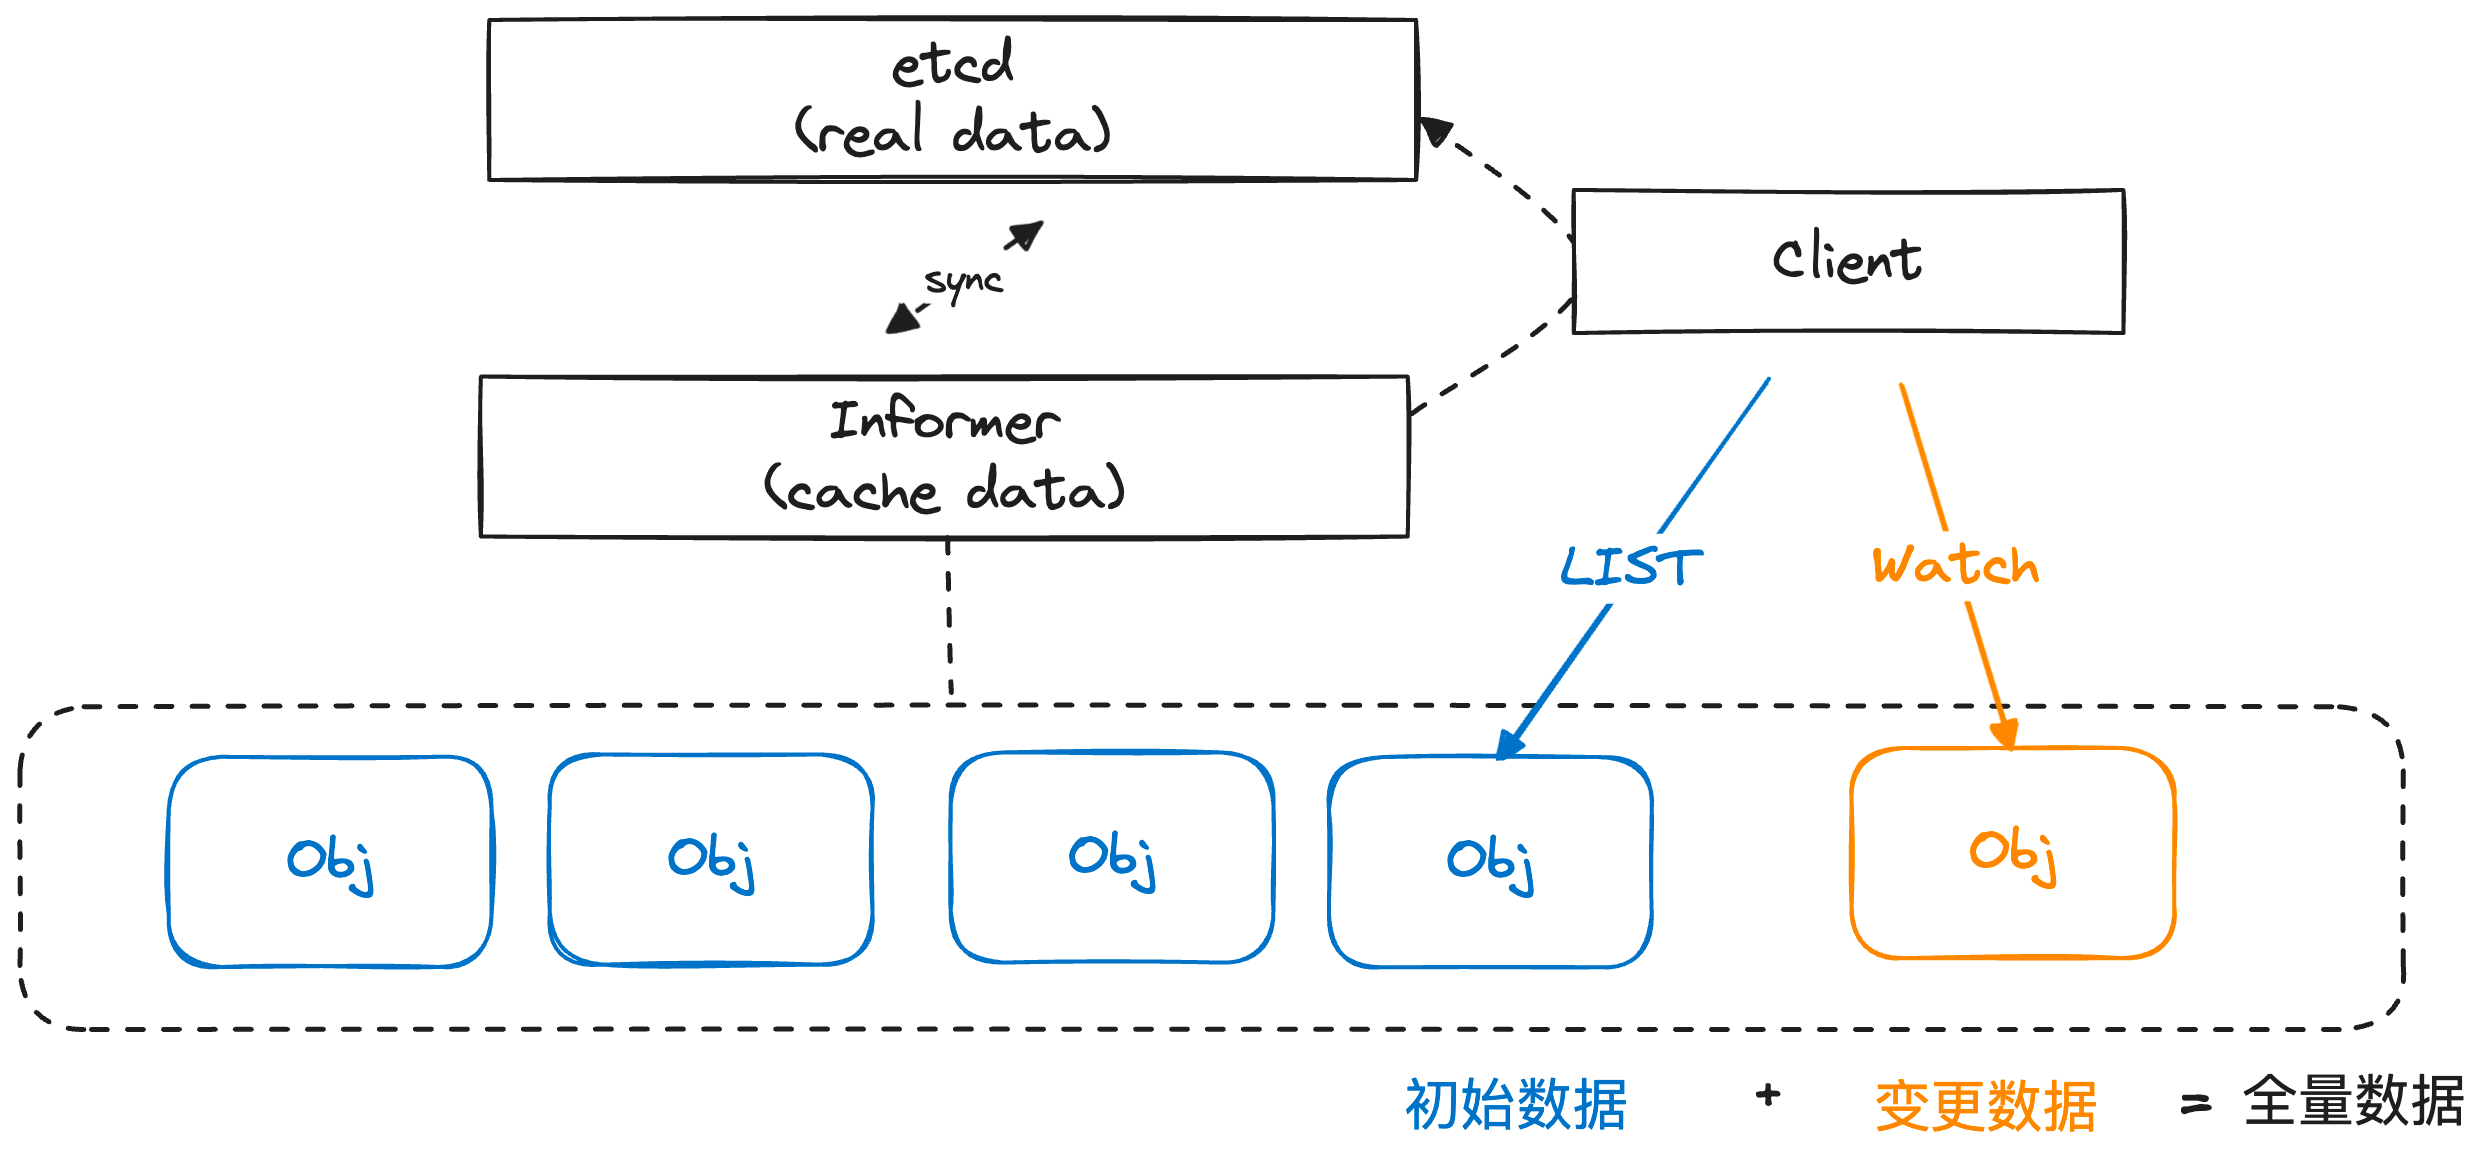 etcd
(real data)
Client
sync
Informer
(cache data)
LIST
Watch
Obj
Obj
Obj
Obj
Obj
初始数据 + 变更数据 = 全量数据